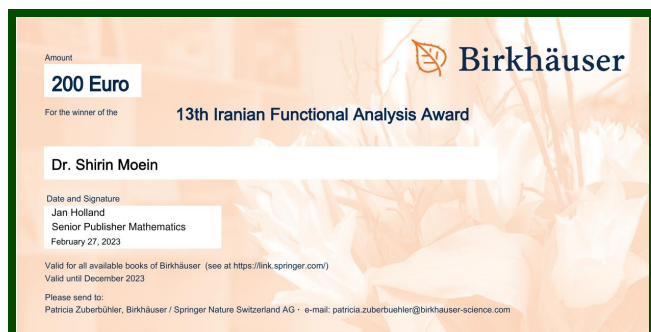 Amount
Birkhäuser
200 Euro
For the winner of the
13th Iranian Functional Analysis Award
Dr. Shirin Moein
Date and Signature
Jan Holland
Senior Publisher Mathematics
February 27, 2023
Valid for all available books of Birkhäuser (see at https://link.springer.com/)
Valid until December 2023
Please send to:
Patricia Zuberbühler, Birkhäuser / Springer Nature Switzerland AG · e-mail: patricia.zuberbuehler@birkhauser-science.com